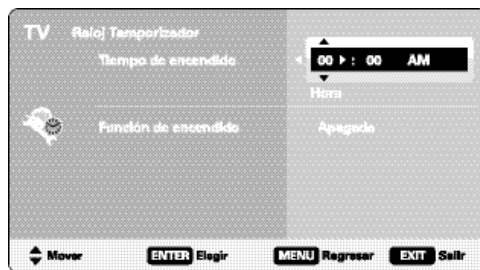 TV Reloj Temporizador
Tiempo de encendido
00 : 00 AM
Hora
Función de encendido Apagado
Mover ENTER Elegir MENU Regresar EXIT Salir